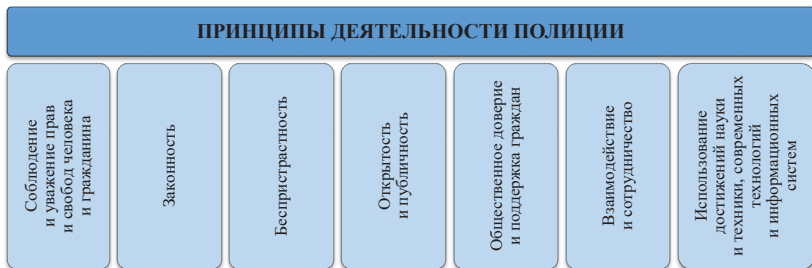 ПРИНЦИПЫ ДЕЯТЕЛЬНОСТИ ПОЛИЦИИ
Соблюдение
и уважение прав
и свобод человека
и гражданина
Законность
Беспристрастность
Открытость
и публичность
Общественное доверие
и поддержка граждан
Взаимодействие
и сотрудничество
Использование
достижений науки
и техники, современных
технологий
и информационных
систем